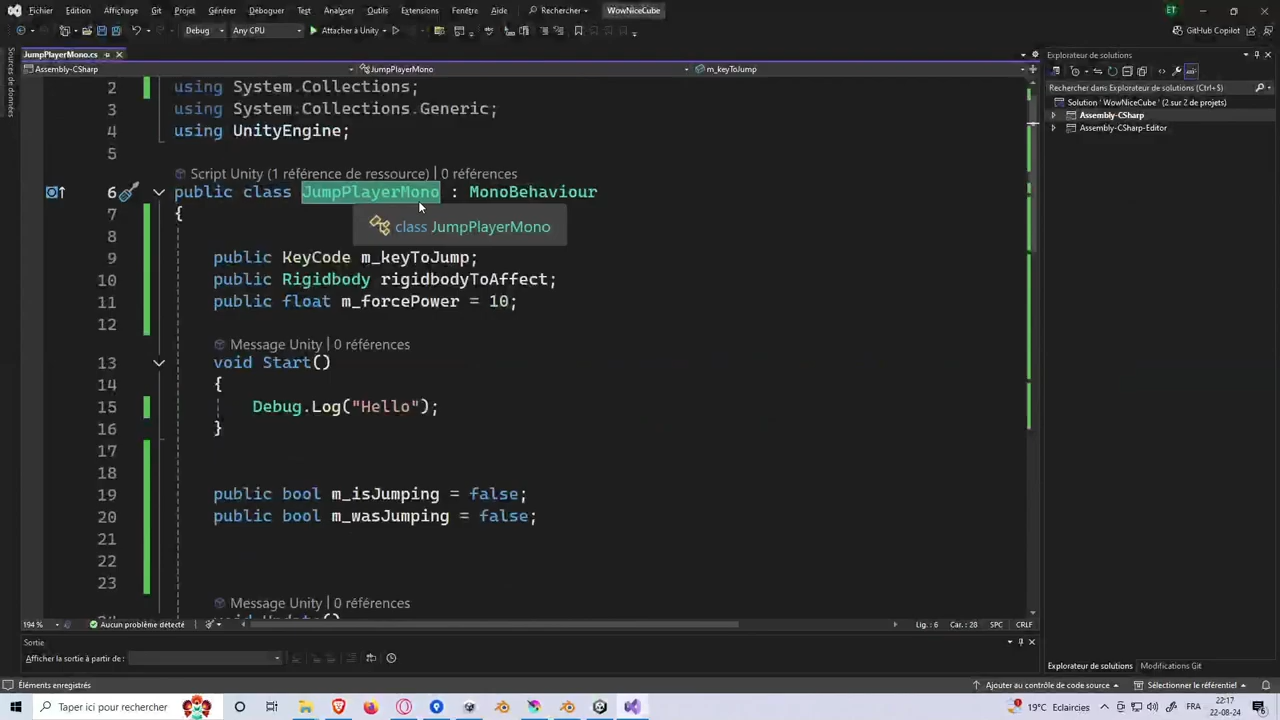 Fichier Edition Affichage Git Projet Générer Déboguer Test Analyser Outils Extensions Fenêtre Aide Rechercher WowNiceCube ET
Debug Any CPU Attacher à Unity GitHub Copilot
Sources de données
JumpPlayerMono.cs
Assembly-CSharp JumpPlayerMono m_keyToJump
2 using System.Collections;
3 using System.Collections.Generic;
4 using UnityEngine;
5
Script Unity (1 référence de ressource) | 0 références
6 public class JumpPlayerMono : MonoBehaviour
7 {
class JumpPlayerMono
8
9 public KeyCode m_keyToJump;
10 public Rigidbody rigidbodyToAffect;
11 public float m_forcePower = 10;
12
Message Unity | 0 références
13 void Start()
14 {
15 Debug.Log("Hello");
16 }
17
18
19 public bool m_isJumping = false;
20 public bool m_wasJumping = false;
21
22
23
Message Unity | 0 références
194 % Aucun problème détecté Lig. : 6 Car. : 28 SPC CRLF
Sortie
Afficher la sortie à partir de :
Explorateur de solutions
Rechercher dans Explorateur de solutions (Ctrl+$)
Solution 'WowNiceCube' (2 sur 2 de projets)
Assembly-CSharp
Assembly-CSharp-Editor
Explorateur de solutions Modifications Git
Éléments enregistrés Ajouter au contrôle de code source Sélectionner le référentiel
Taper ici pour rechercher 19°C Eclaircies FRA 22:17
22-08-24